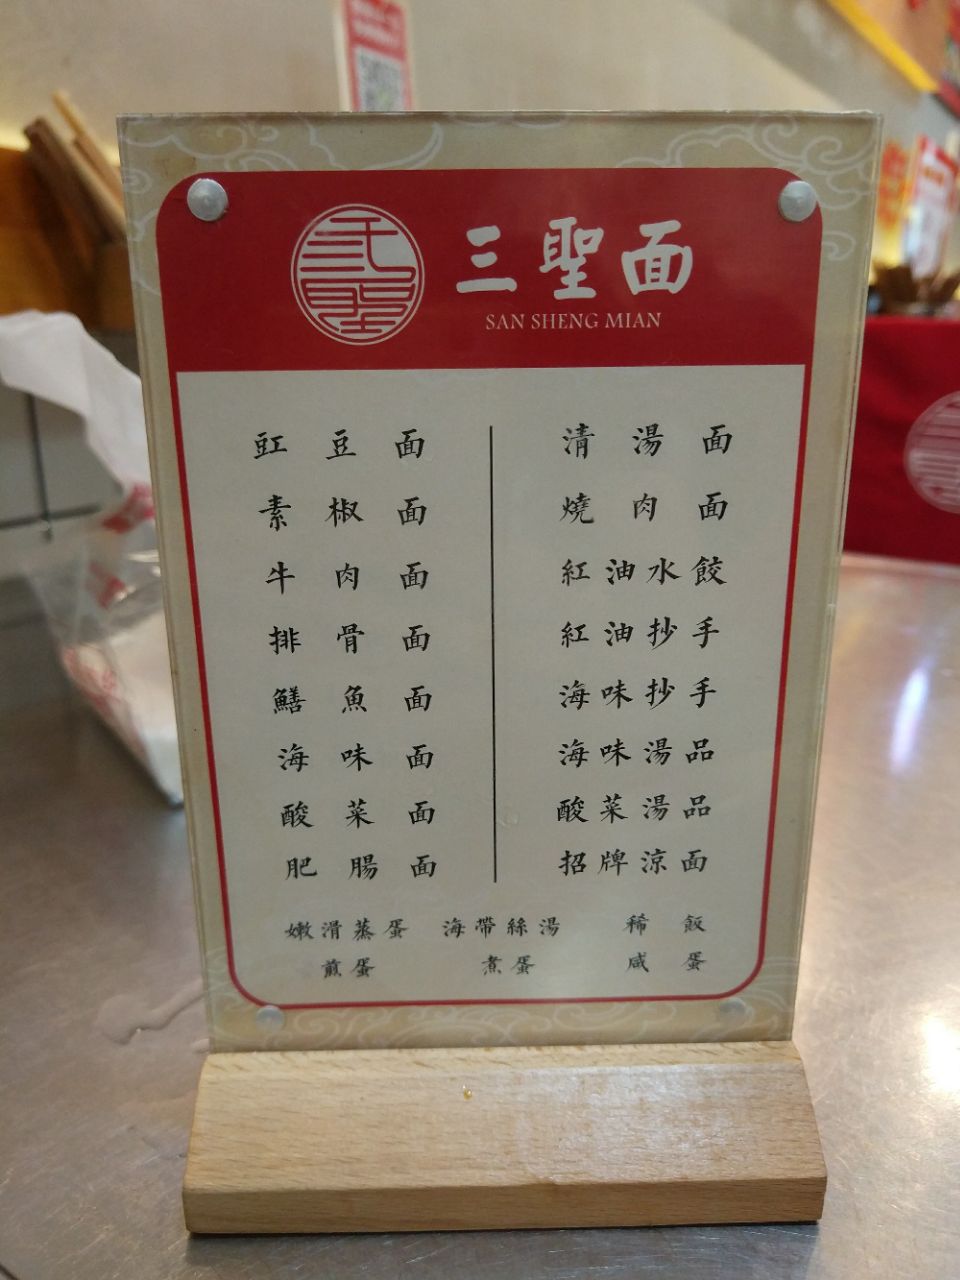 三聖面
SAN SHENG MIAN
豇豆面
素椒面
牛肉面
排骨面
鱔魚面
海味面
酸菜面
肥腸面
清湯面
燒肉面
紅油水餃
紅油抄手
海味抄手
海味湯品
酸菜湯品
招牌涼面
嫩滑蒸蛋 海帶絲湯 稀飯
煎蛋 煮蛋 咸蛋